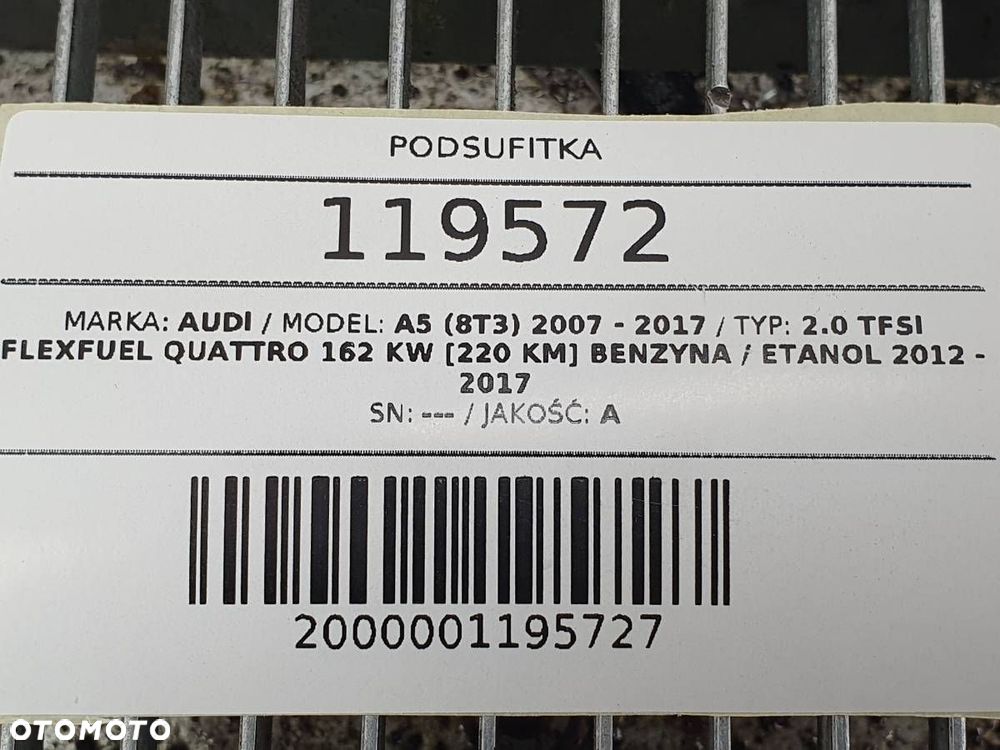 PODSUFITKA
119572
MARKA: AUDI / MODEL: A5 (8T3) 2007 - 2017 / TYP: 2.0 TFSI
FLEXFUEL QUATTRO 162 KW [220 KM] BENZYNA / ETANOL 2012 -
2017
SN: --- / JAKOŚĆ: A
2000001195727
OTOMOTO